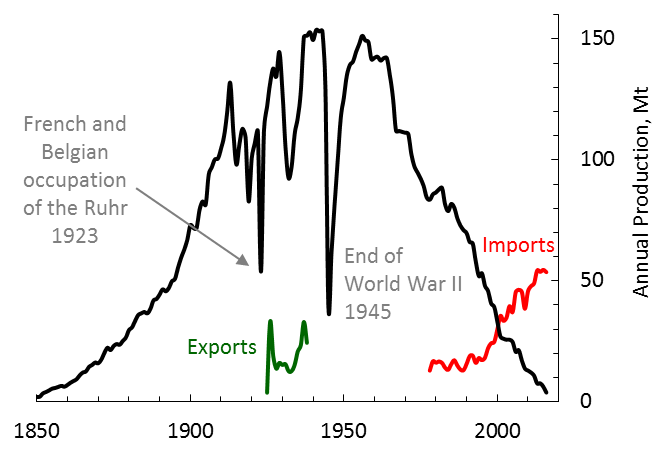 150
French and
Belgian
occupation
of the Ruhr
1923
100
Annual Production, Mt
Imports
End of
World War II
1945
50
Exports
0
1850
1900
1950
2000